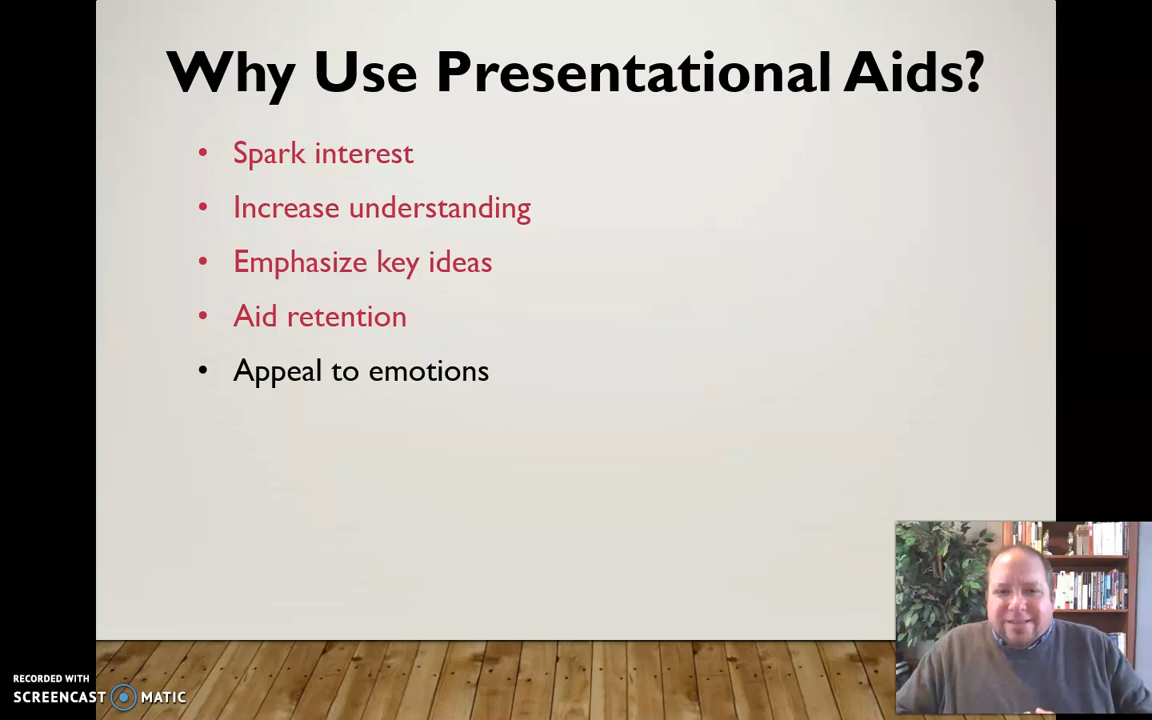 Why Use Presentational Aids?
• Spark interest
• Increase understanding
• Emphasize key ideas
• Aid retention
• Appeal to emotions
RECORDED WITH
SCREENCAST MATIC